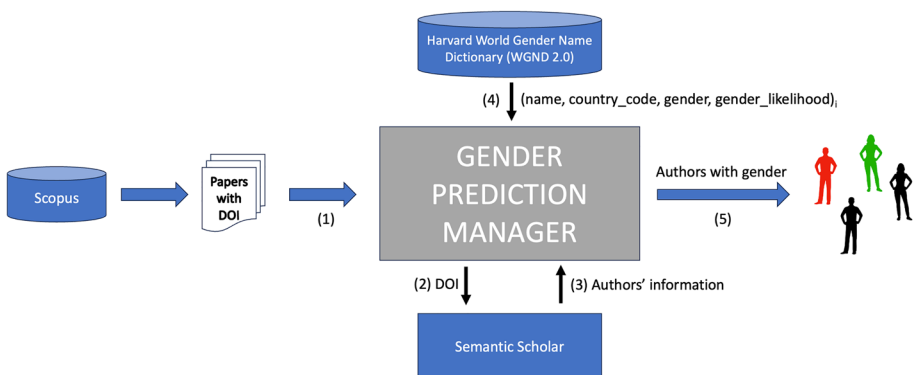 Harvard World Gender Name
Dictionary (WGND 2.0)
(4) (name, country_code, gender, gender_likelihood)i
Scopus
Papers
with
DOI
(1)
GENDER
PREDICTION
MANAGER
Authors with gender
(5)
(2) DOI
(3) Authors’ information
Semantic Scholar